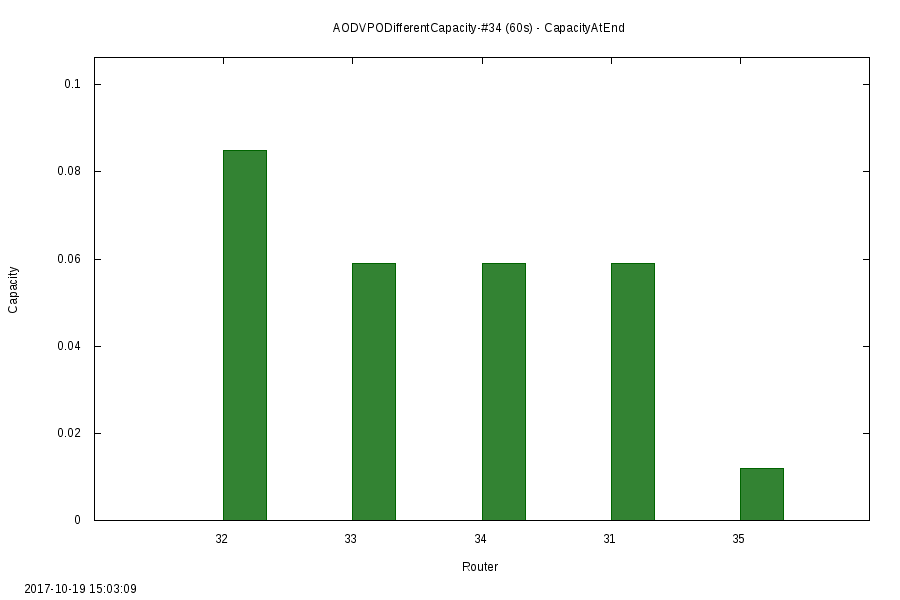 AODVPODifferentCapacity-#34 (60s) - CapacityAtEnd
0.1
0.08
0.06
0.04
0.02
0
Capacity
32 33 34 31 35
Router
2017-10-19 15:03:09